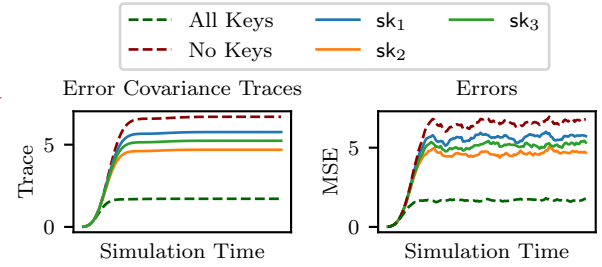 All Keys
No Keys
sk₁
sk₂
sk₃
Error Covariance Traces
Errors
Trace
5
0
Simulation Time
MSE
5
0
Simulation Time